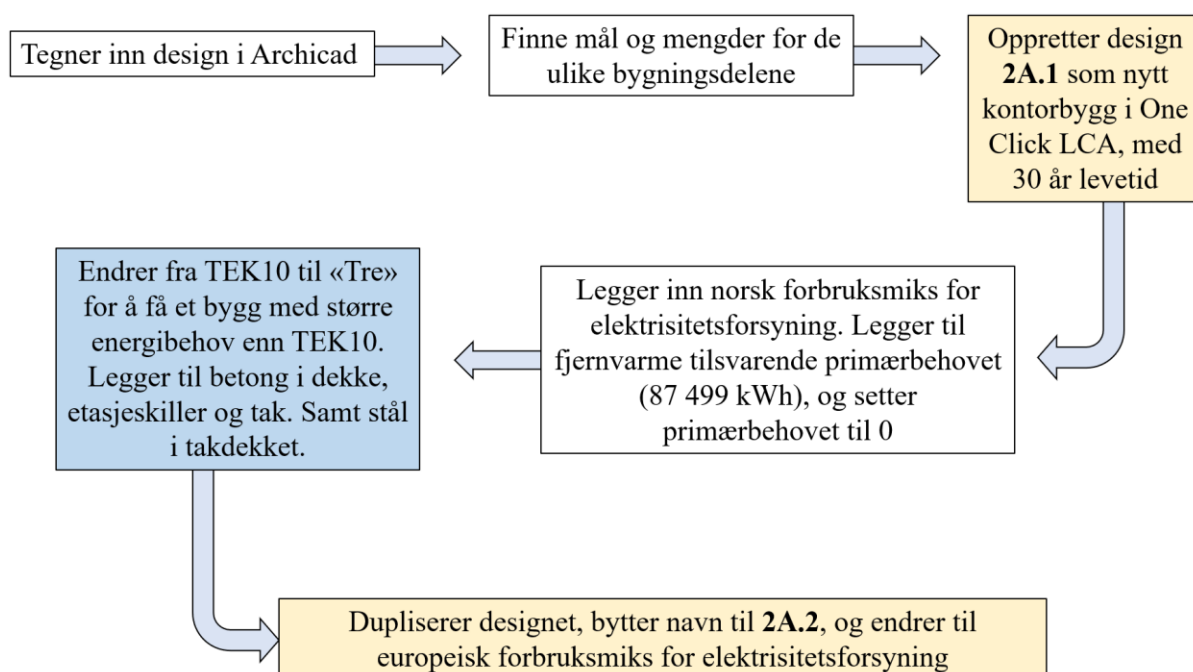 Tegner inn design i Archicad
Finne mål og mengder for de
ulike bygningsdelene
Oppretter design
2A.1 som nytt
kontorbygg i One
Click LCA, med
30 år levetid
Legger inn norsk forbruksmiks for
elektrisitetsforsyning. Legger til
fjernvarme tilsvarende primærbehovet
(87 499 kWh), og setter
primærbehovet til 0
Endrer fra TEK10 til «Tre»
for å få et bygg med større
energibehov enn TEK10.
Legger til betong i dekke,
etasjeskiller og tak. Samt stål
i takdekket.
Dupliserer designet, bytter navn til 2A.2, og endrer til
europeisk forbruksmiks for elektrisitetsforsyning